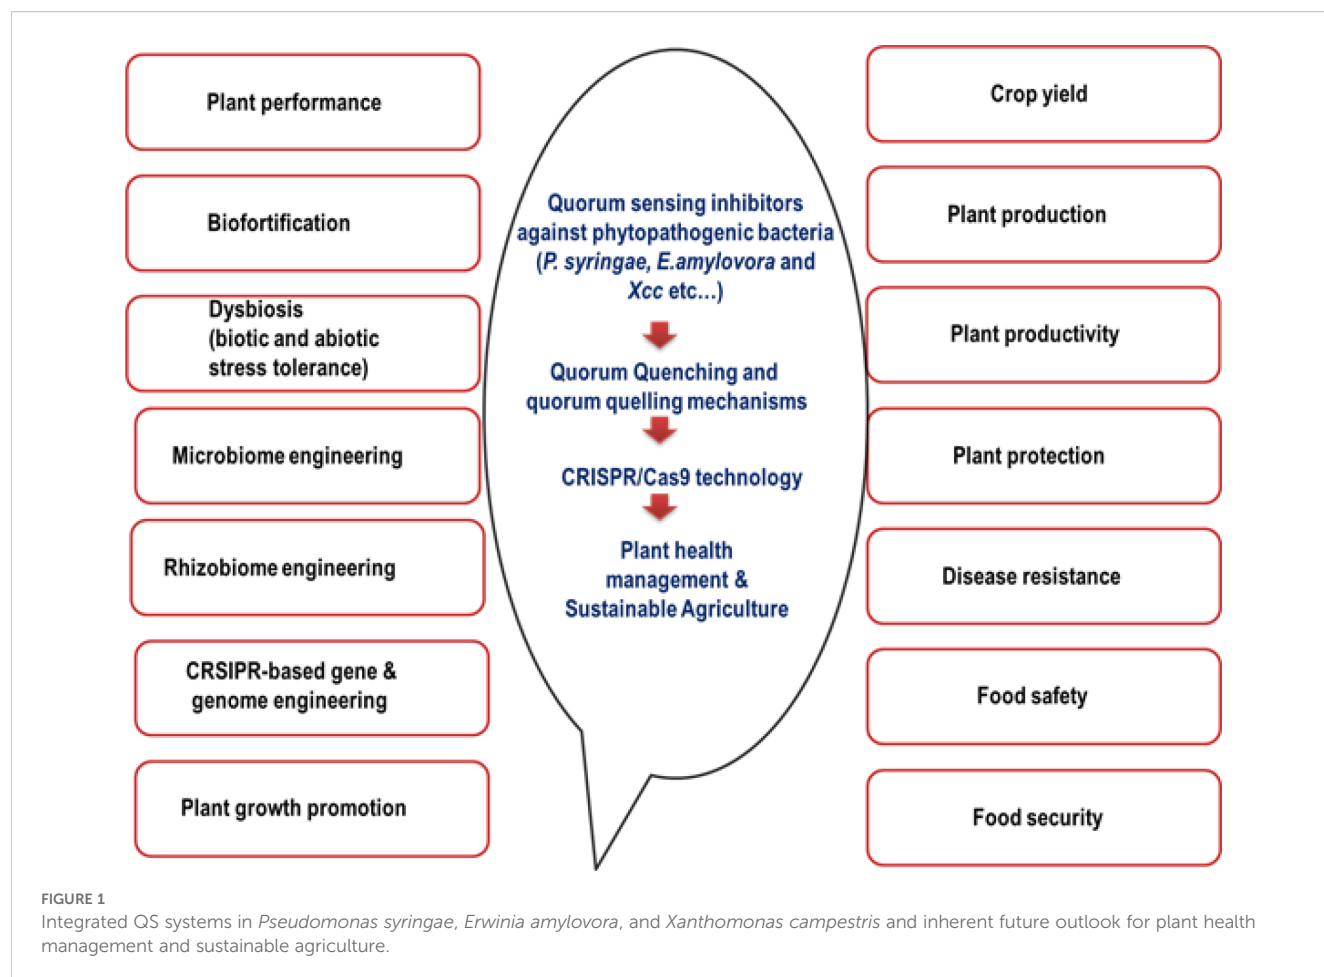 Plant performance
Biofortification
Dysbiosis
(biotic and abiotic
stress tolerance)
Microbiome engineering
Rhizobiome engineering
CRSIPR-based gene &
genome engineering
Plant growth promotion
Quorum sensing inhibitors
against phytopathogenic bacteria
(P. syringae, E.amylovora and
Xcc etc...)
Quorum Quenching and
quorum quelling mechanisms
CRISPR/Cas9 technology
Plant health
management &
Sustainable Agriculture
Crop yield
Plant production
Plant productivity
Plant protection
Disease resistance
Food safety
Food security
FIGURE 1
Integrated QS systems in Pseudomonas syringae, Erwinia amylovora, and Xanthomonas campestris and inherent future outlook for plant health
management and sustainable agriculture.